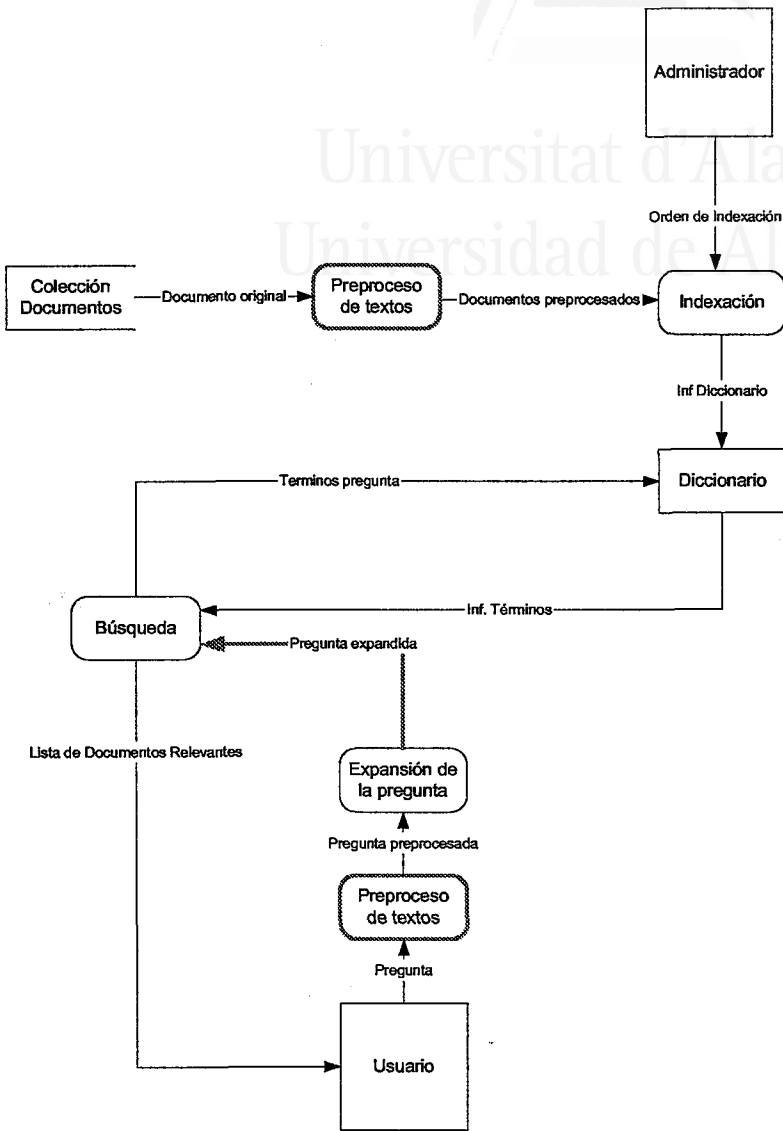 Administrador
Universitat d'Ala
Universidad de Al
Orden de Indexación
Colección
Documentos
Documento original
Preproceso
de textos
Documentos preprocesados
Indexación
Inf Diccionario
Terminos pregunta
Diccionario
Inf. Términos
Búsqueda
Pregunta expandida
Lista de Documentos Relevantes
Expansión de
la pregunta
Pregunta preprocesada
Preproceso
de textos
Pregunta
Usuario